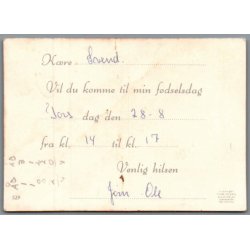 Kære Svend
Vil du komme til min fødselsdag
Tors dag den 28-8
fra kl. 14 til kl. 17
Venlig hilsen
Jørn Ole